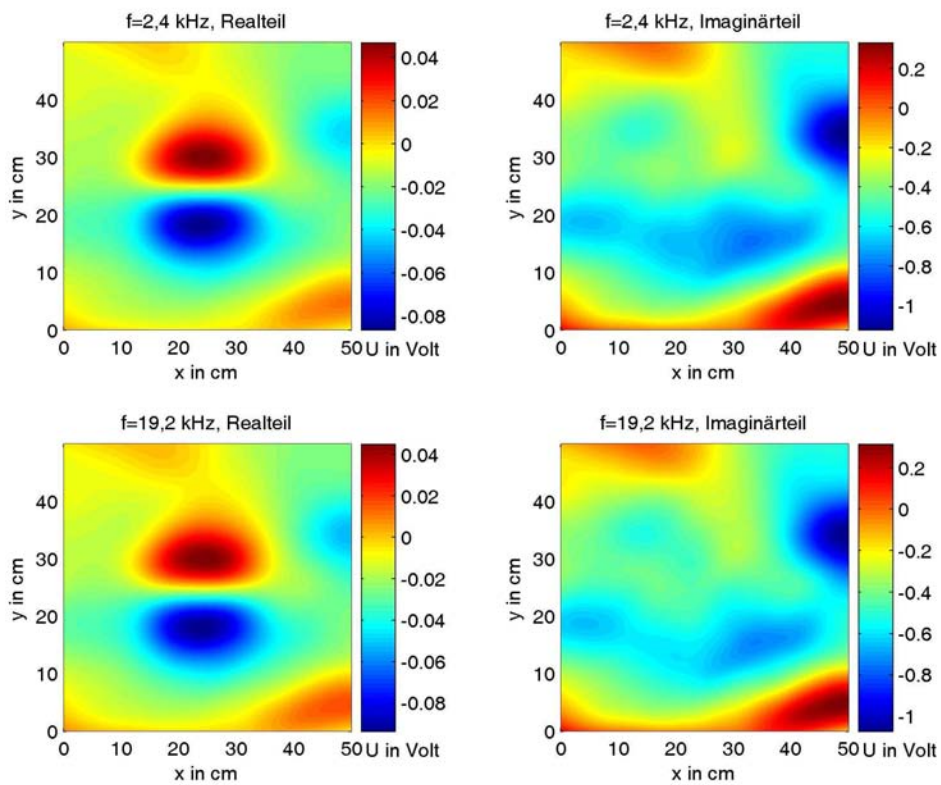 f=2,4 kHz, Realteil
0.04
0.02
0
-0.02
-0.04
-0.06
-0.08
40
30
20
10
0
y in cm
0 10 20 30 40 50
U in Volt
x in cm
f=2,4 kHz, Imaginärteil
0.2
0
-0.2
-0.4
-0.6
-0.8
-1
40
30
20
10
0
y in cm
0 10 20 30 40 50
U in Volt
x in cm
f=19,2 kHz, Realteil
0.04
0.02
0
-0.02
-0.04
-0.06
-0.08
40
30
20
10
0
y in cm
0 10 20 30 40 50
U in Volt
x in cm
f=19,2 kHz, Imaginärteil
0.2
0
-0.2
-0.4
-0.6
-0.8
-1
40
30
20
10
0
y in cm
0 10 20 30 40 50
U in Volt
x in cm